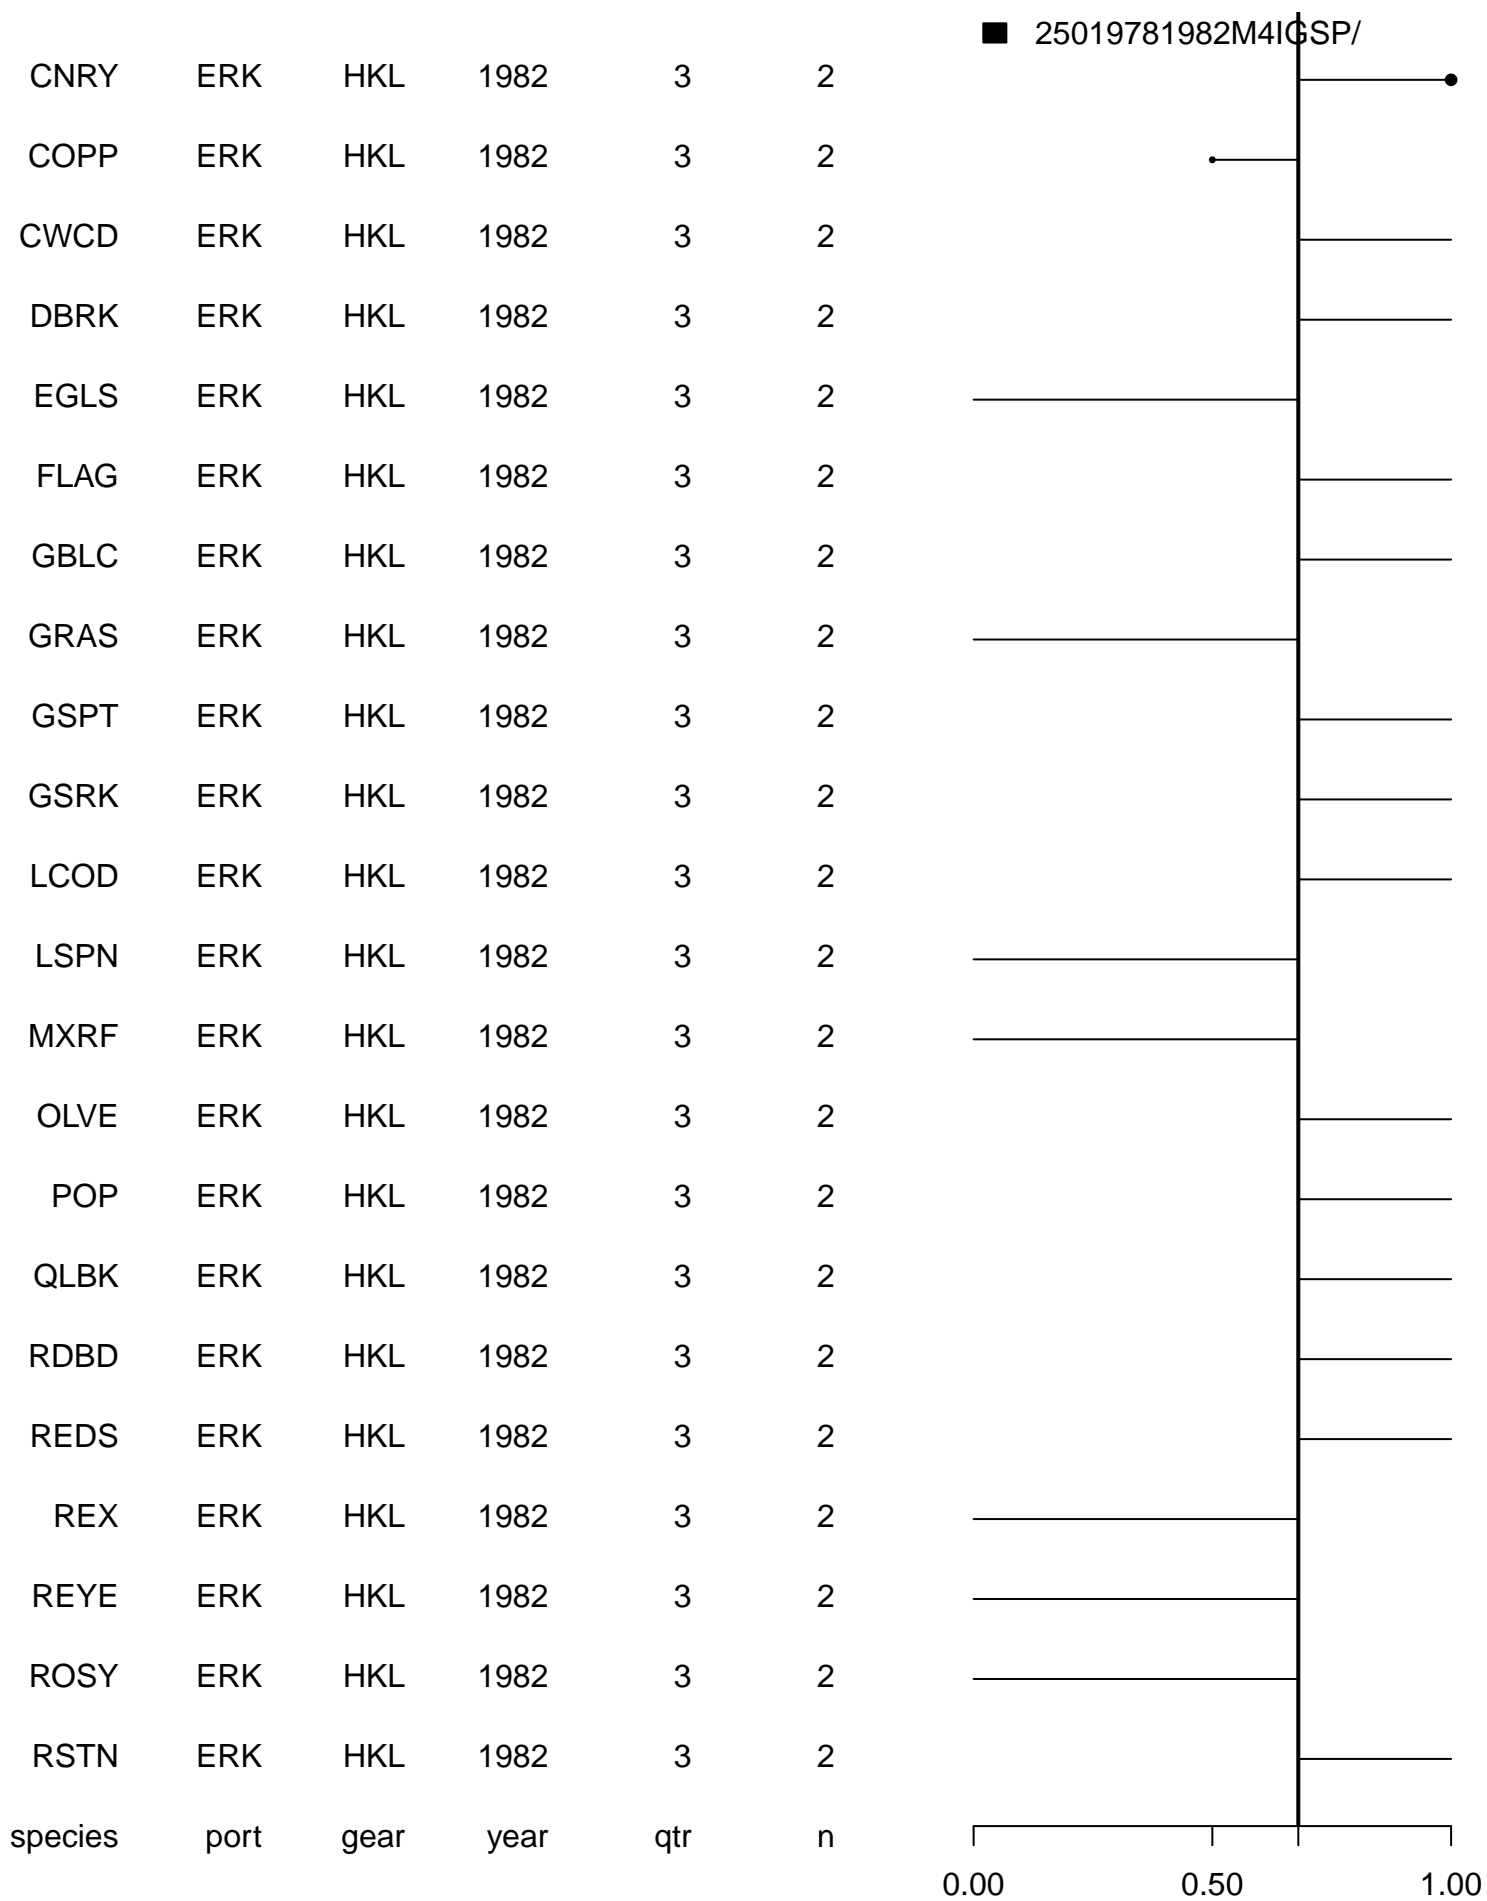 25019781982M4IGSP/
CNRY ERK HKL 1982 3 2
COPP ERK HKL 1982 3 2
CWCD ERK HKL 1982 3 2
DBRK ERK HKL 1982 3 2
EGLS ERK HKL 1982 3 2
FLAG ERK HKL 1982 3 2
GBLC ERK HKL 1982 3 2
GRAS ERK HKL 1982 3 2
GSPT ERK HKL 1982 3 2
GSRK ERK HKL 1982 3 2
LCOD ERK HKL 1982 3 2
LSPN ERK HKL 1982 3 2
MXRF ERK HKL 1982 3 2
OLVE ERK HKL 1982 3 2
POP ERK HKL 1982 3 2
QLBK ERK HKL 1982 3 2
RDBD ERK HKL 1982 3 2
REDS ERK HKL 1982 3 2
REX ERK HKL 1982 3 2
REYE ERK HKL 1982 3 2
ROSY ERK HKL 1982 3 2
RSTN ERK HKL 1982 3 2
species port gear year qtr n
0.00 0.50 1.00